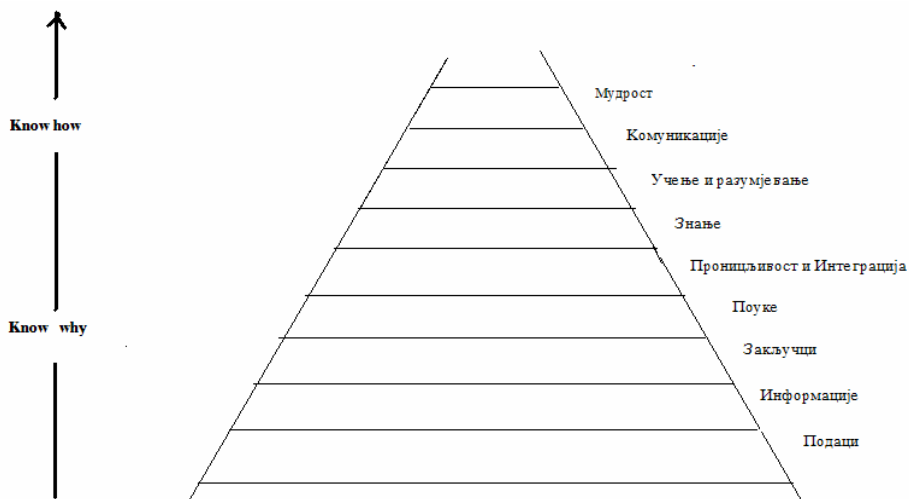 Мудрост
Know how
Комуникације
Учење и разумјевање
Знање
Проницљивост и Интеграција
Поуке
Know why
Закључци
Информације
Подаци